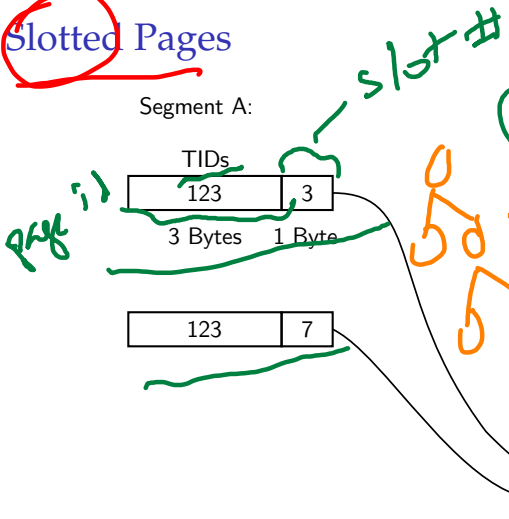 Slotted Pages
slot #
Segment A:
TIDs
123 3
page id
3 Bytes 1 Byte
123 7